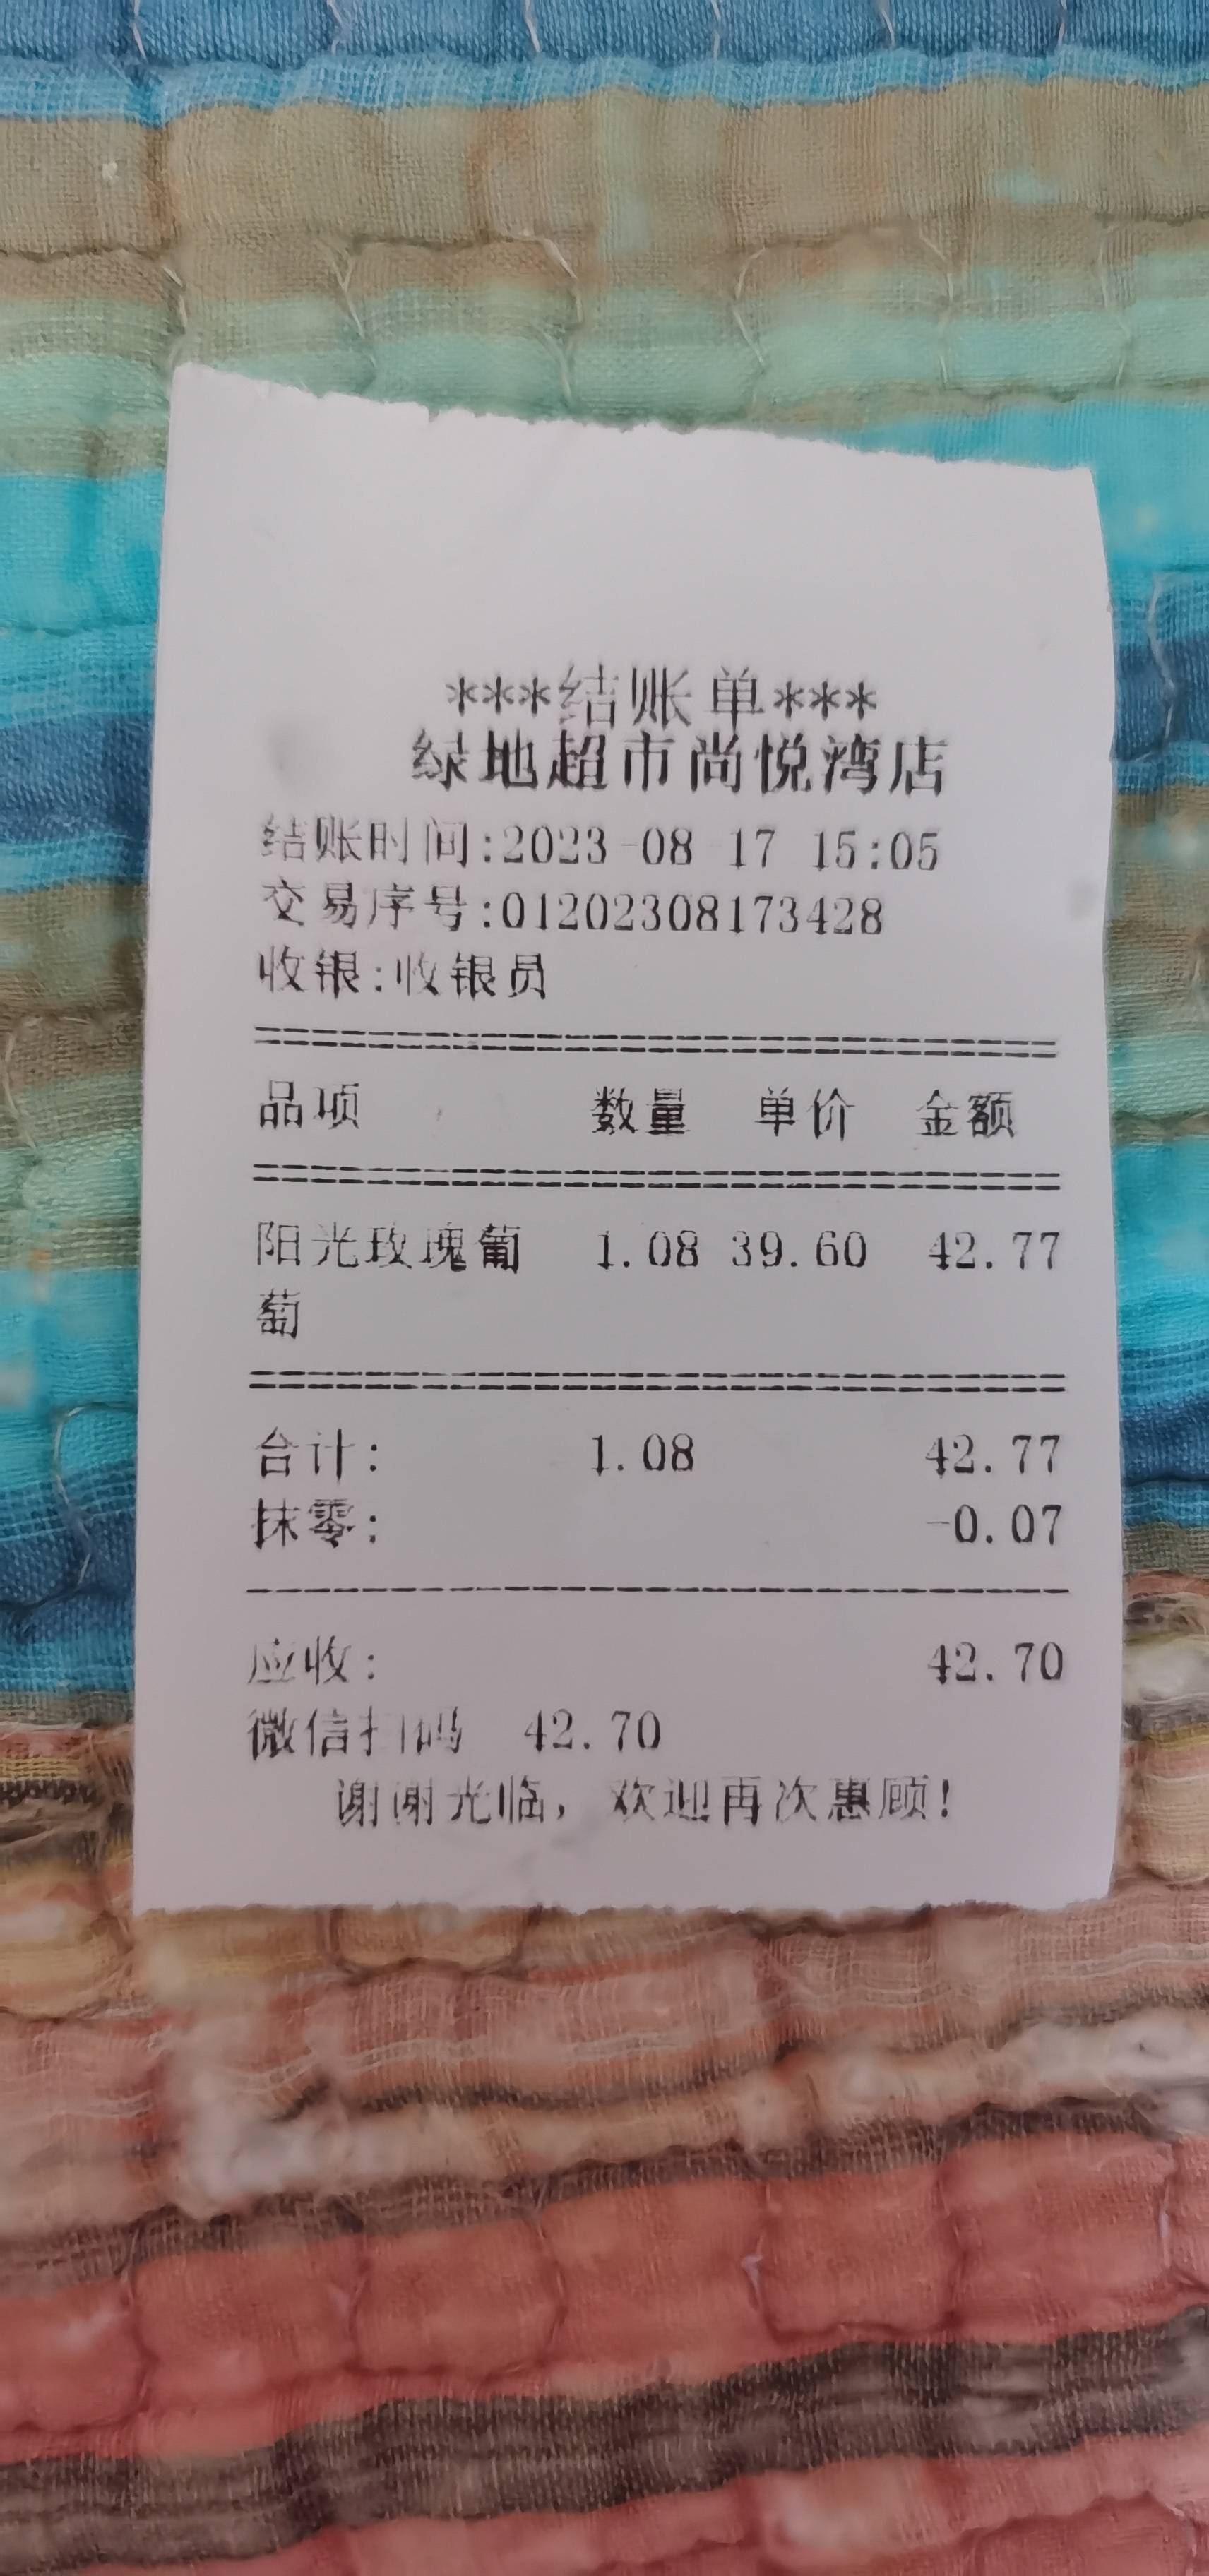 ***结账单***
绿地超市尚悦湾店
结账时间:2023-08 17 15:05
交易序号:01202308173428
收银:收银员
品项 数量 单价 金额
阳光玫瑰葡 1.08 39.60 42.77
萄
合计: 1.08 42.77
抹零: -0.07
应收: 42.70
微信扫码 42.70
谢谢光临，欢迎再次惠顾!